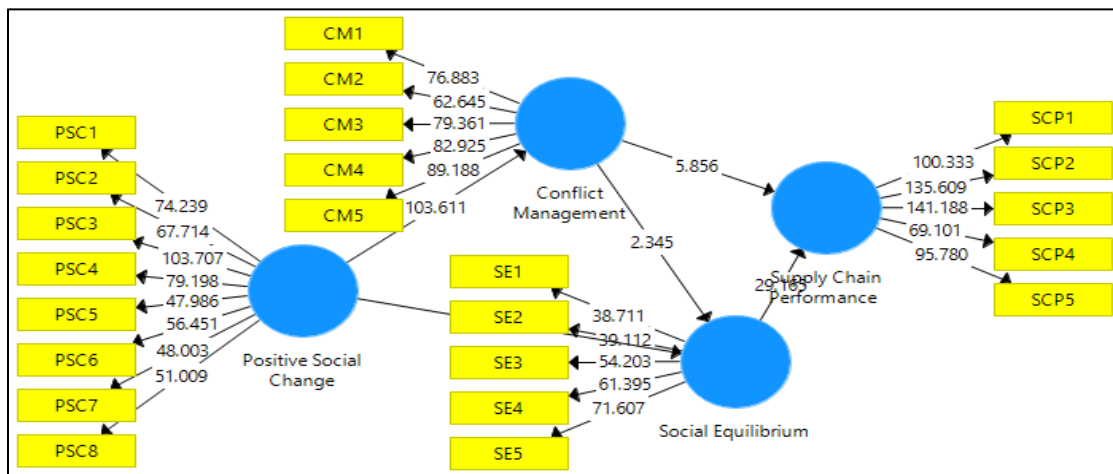 CM1
CM2
CM3
CM4
CM5
76.883
62.645
79.361
82.925
89.188
103.611
Conflict
Management
PSC1
PSC2
PSC3
PSC4
PSC5
PSC6
PSC7
PSC8
74.239
67.714
103.707
79.198
47.986
56.451
48.003
51.009
Positive Social
Change
5.856
2.345
SE1
SE2
SE3
SE4
SE5
38.711
39.112
54.203
61.395
71.607
Social Equilibrium
29.165
Supply Chain
Performance
SCP1
SCP2
SCP3
SCP4
SCP5
100.333
135.609
141.188
69.101
95.780